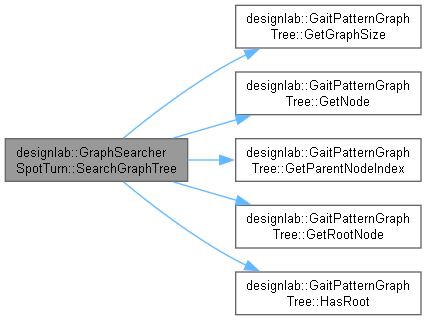 designlab::GaitPatternGraph
Tree::GetGraphSize
designlab::GaitPatternGraph
Tree::GetNode
designlab::GraphSearcher
SpotTurn::SearchGraphTree
designlab::GaitPatternGraph
Tree::GetParentNodeIndex
designlab::GaitPatternGraph
Tree::GetRootNode
designlab::GaitPatternGraph
Tree::HasRoot